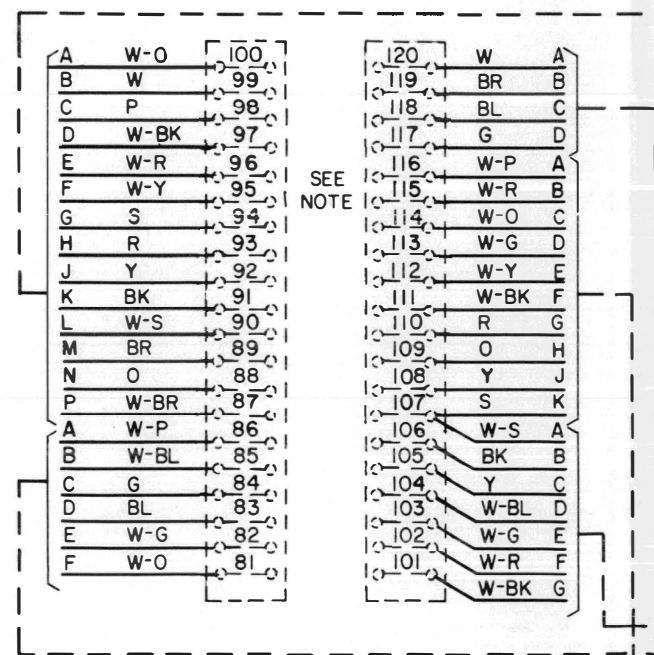 A W-O 100 120 W A
B W 99 119 BR B
C P 98 118 BL C
D W-BK 97 117 G D
E W-R 96 116 W-P A
F W-Y 95 115 W-R B
SEE
NOTE
G S 94 114 W-O C
H R 93 113 W-G D
J Y 92 112 W-Y E
K BK 91 111 W-BK F
L W-S 90 110 R G
M BR 89 109 O H
N O 88 108 Y J
P W-BR 87 107 S K
A W-P 86 106 W-S A
B W-BL 85 105 BK B
C G 84 104 Y C
D BL 83 103 W-BL D
E W-G 82 102 W-G E
F W-O 81 101 W-R F
W-BK G